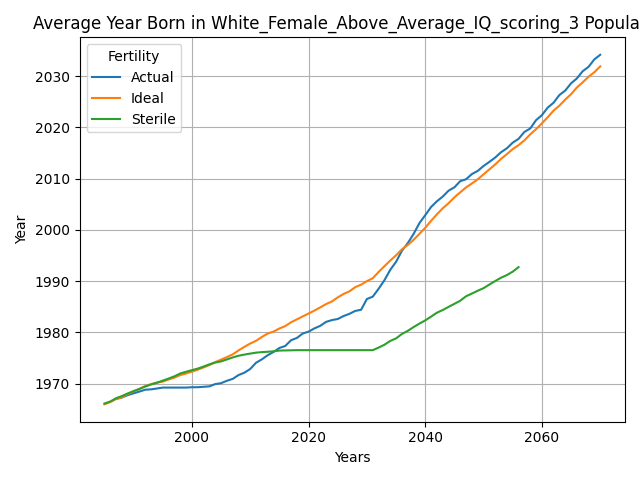 Average Year Born in White_Female_Above_Average_IQ_scoring_3 Popula
Fertility
Actual
Ideal
Sterile
2030
2020
2010
2000
1990
1980
1970
Year
2000 2020 2040 2060
Years